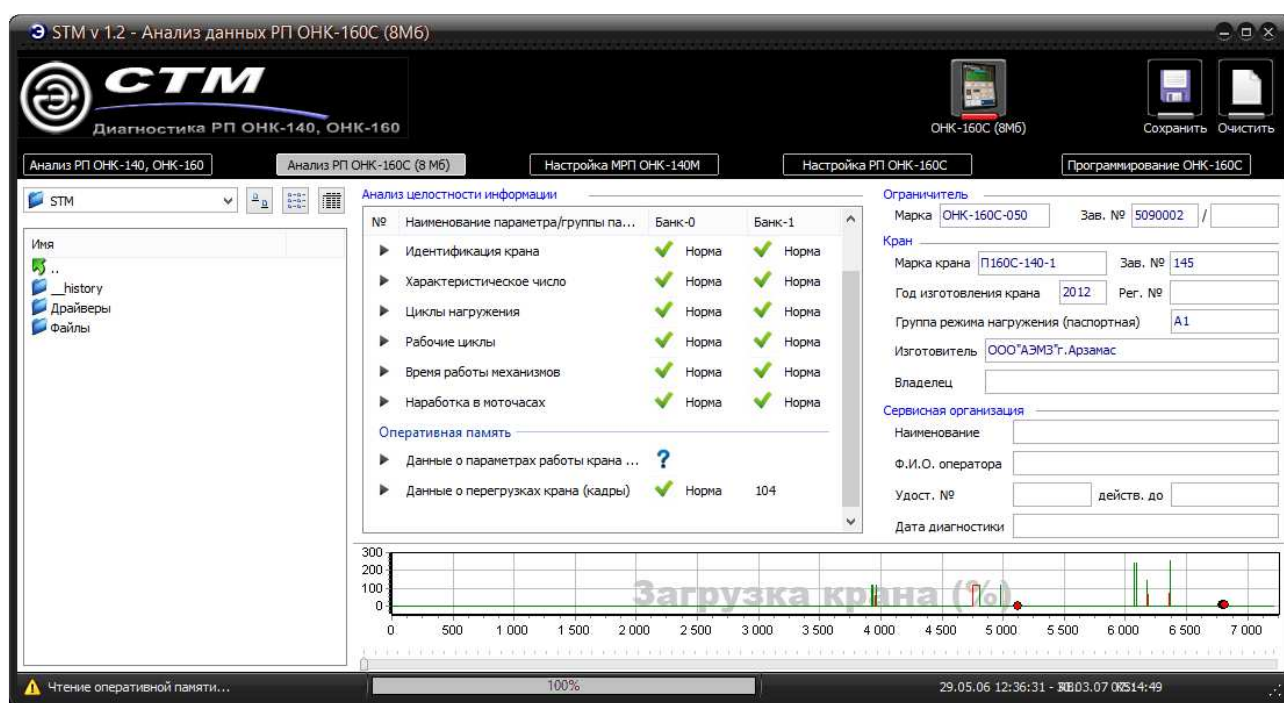 STM v 1.2 - Анализ данных РП ОНК-160С (8Мб)
СТМ
Диагностика РП ОНК-140, ОНК-160
ОНК-160С (8Мб)
Сохранить Очистить
Анализ РП ОНК-140, ОНК-160
Анализ РП ОНК-160С (8 Мб)
Настройка МРП ОНК-140М
Настройка РП ОНК-160С
Программирование ОНК-160С
STM
Имя
..
__history
Драйверы
Файлы
Анализ целостности информации
№ Наименование параметра/группы па... Банк-0 Банк-1
Идентификация крана Норма Норма
Характеристическое число Норма Норма
Циклы нагружения Норма Норма
Рабочие циклы Норма Норма
Время работы механизмов Норма Норма
Наработка в моточасах Норма Норма
Оперативная память
Данные о параметрах работы крана ... ?
Данные о перегрузках крана (кадры) Норма 104
Ограничитель
Марка ОНК-160С-050 Зав. № 5090002 /
Кран
Марка крана П160С-140-1 Зав. № 145
Год изготовления крана 2012 Рег. №
Группа режима нагружения (паспортная) А1
Изготовитель ООО"АЭМЗ"г.Арзамас
Владелец
Сервисная организация
Наименование
Ф.И.О. оператора
Удост. № действ. до
Дата диагностики
300
200
100
0
Загрузка крана (%)
0 500 1 000 1 500 2 000 2 500 3 000 3 500 4 000 4 500 5 000 5 500 6 000 6 500 7 000
Чтение оперативной памяти...
100%
29.05.06 12:36:31 -